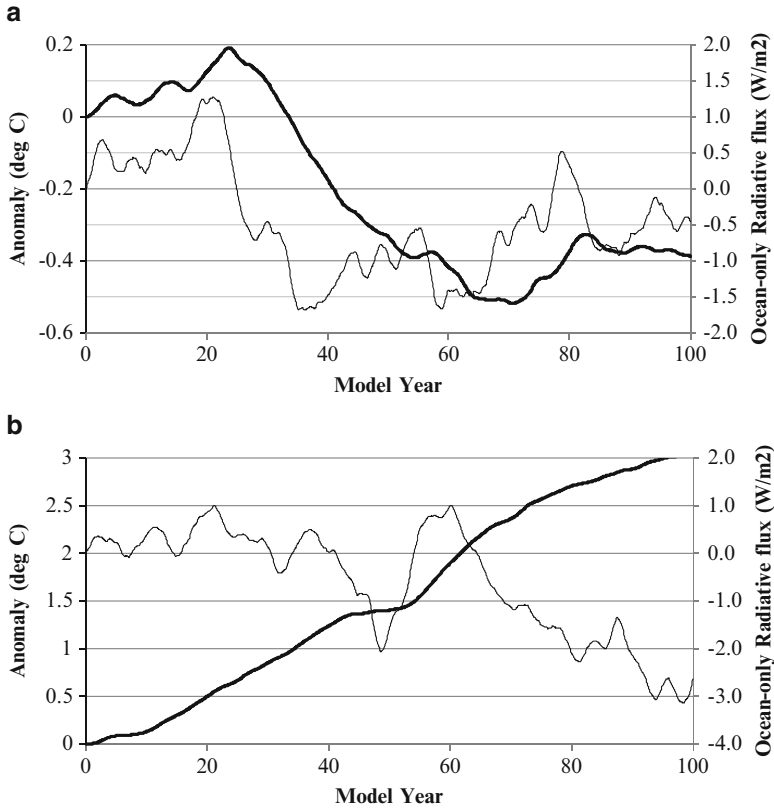 a
0.2
0
-0.2
-0.4
-0.6
Anomaly (deg C)
2.0
1.5
1.0
0.5
0.0
-0.5
-1.0
-1.5
-2.0
Ocean-only Radiative flux (W/m2)
0 20 40 60 80 100
Model Year
b
3
2.5
2
1.5
1
0.5
0
Anomaly (deg C)
2.0
1.0
0.0
-1.0
-2.0
-3.0
-4.0
Ocean-only Radiative flux (W/m2)
0 20 40 60 80 100
Model Year